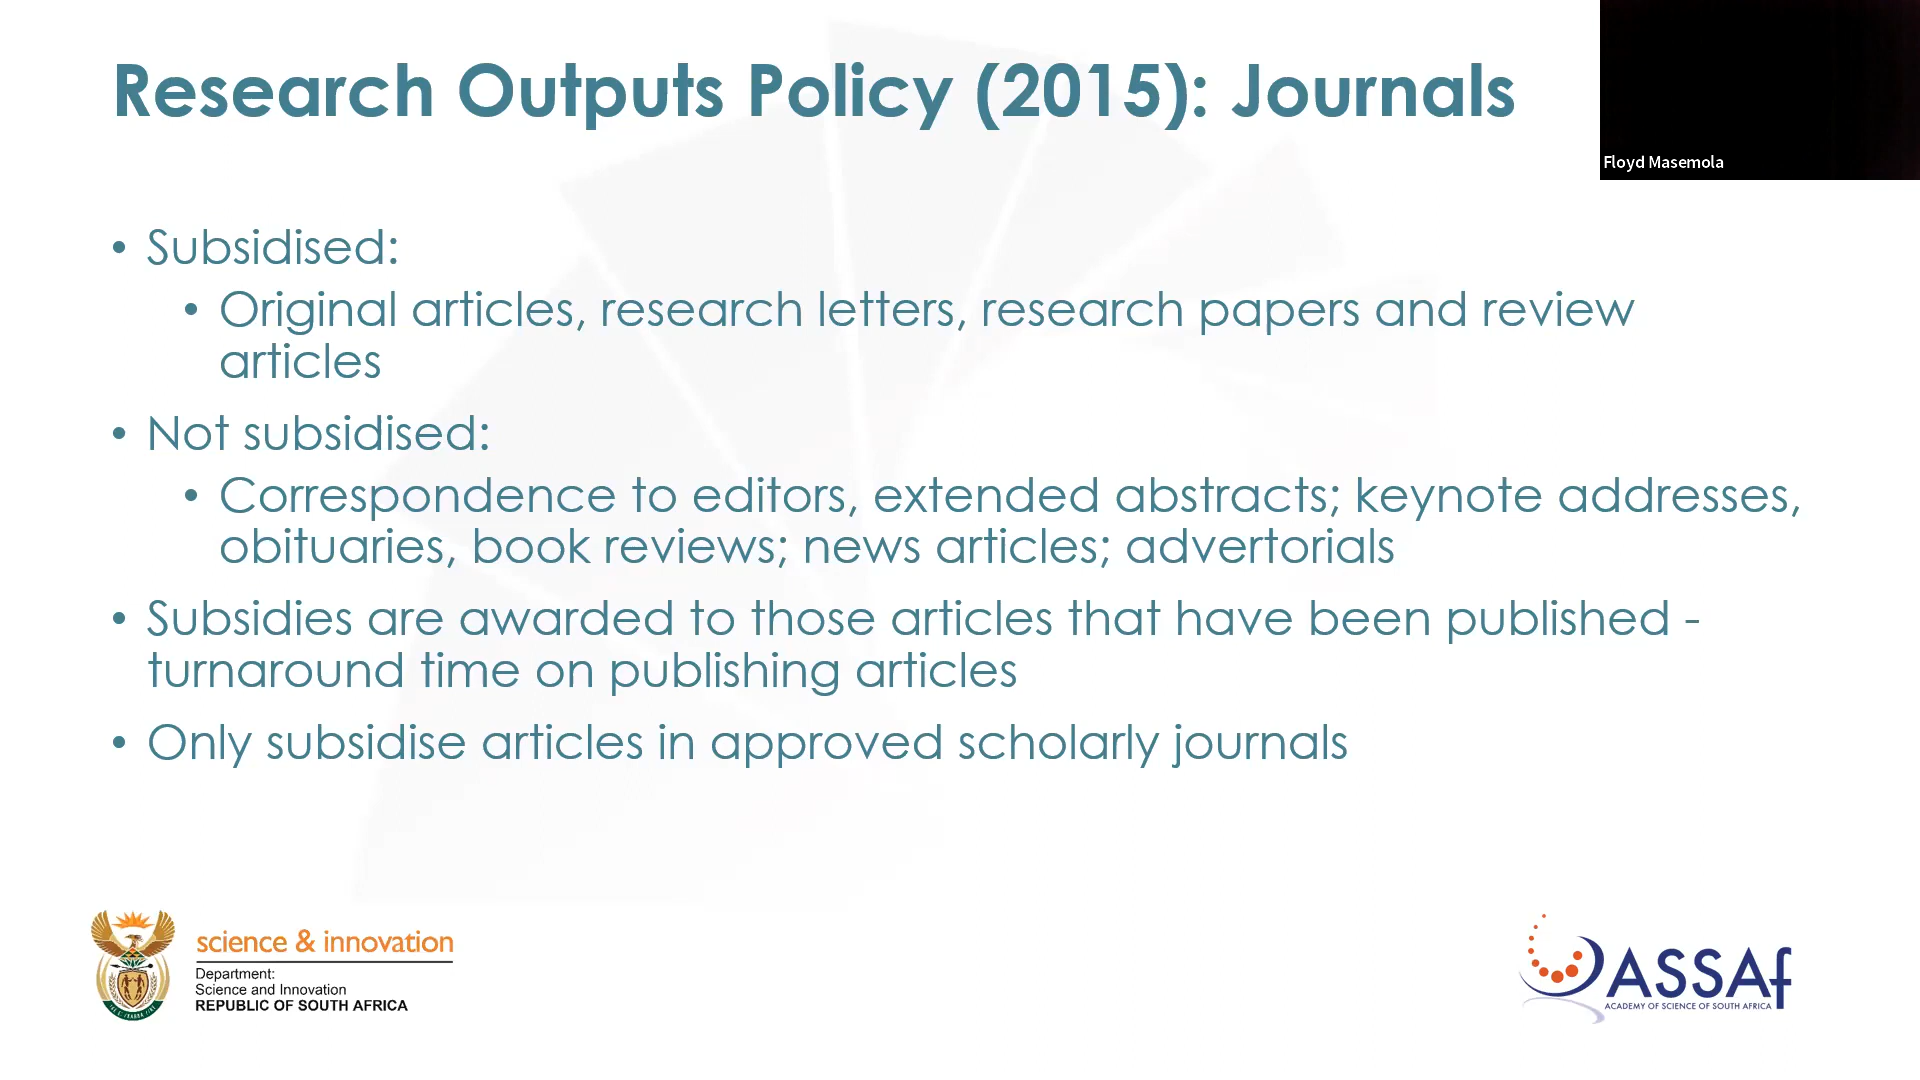 Research Outputs Policy (2015): Journals
Floyd Masemola
• Subsidised:
• Original articles, research letters, research papers and review
articles
• Not subsidised:
• Correspondence to editors, extended abstracts; keynote addresses,
obituaries, book reviews; news articles; advertorials
• Subsidies are awarded to those articles that have been published -
turnaround time on publishing articles
• Only subsidise articles in approved scholarly journals
science & innovation
Department:
Science and Innovation
REPUBLIC OF SOUTH AFRICA
ASSAf
ACADEMY OF SCIENCE OF SOUTH AFRICA